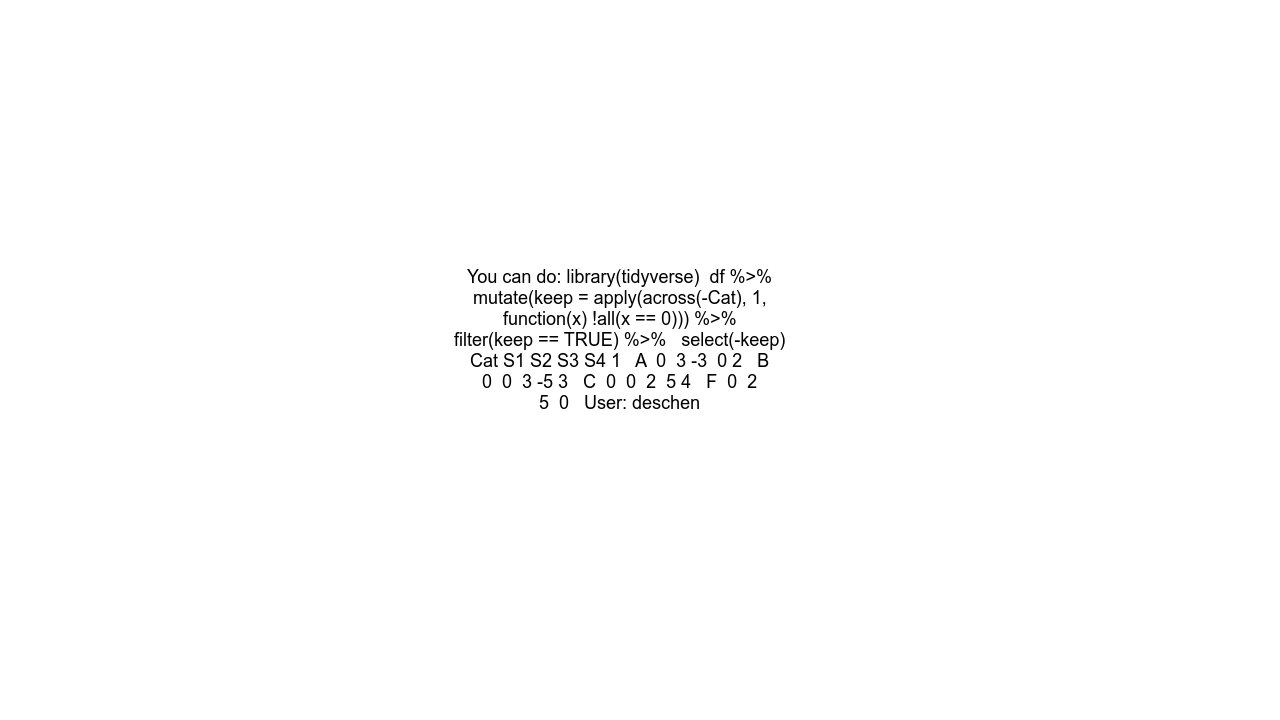 You can do: library(tidyverse)  df %>%
mutate(keep = apply(across(-Cat), 1,
function(x) !all(x == 0))) %>%
filter(keep == TRUE) %>%   select(-keep)
Cat S1 S2 S3 S4 1   A  0  3 -3  0 2   B
0  0  3 -5 3   C  0  0  2  5 4   F  0  2
5  0   User: deschen